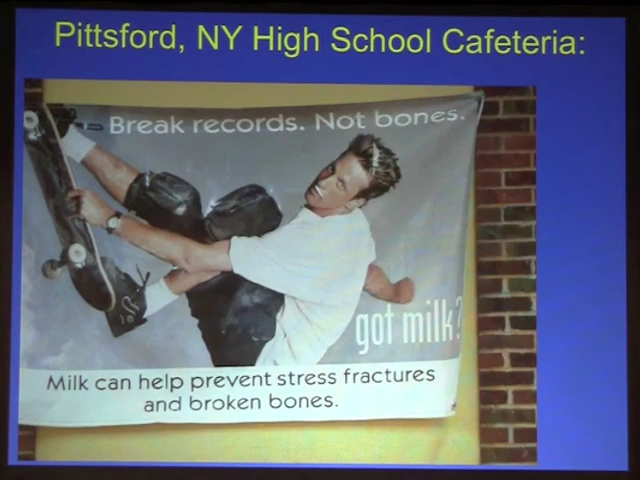 Pittsford, NY High School Cafeteria:
Break records. Not bones.
got milk?
Milk can help prevent stress fractures
and broken bones.